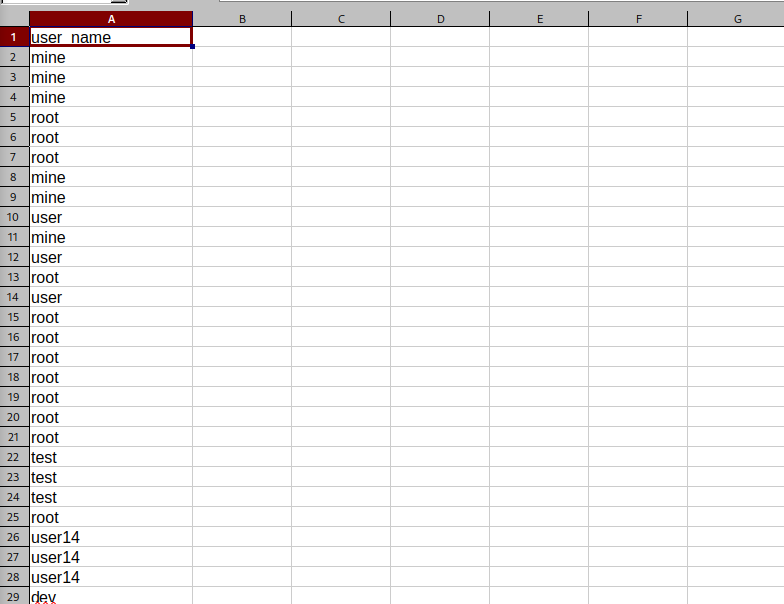 A B C D E F G
1 user_name
2 mine
3 mine
4 mine
5 root
6 root
7 root
8 mine
9 mine
10 user
11 mine
12 user
13 root
14 user
15 root
16 root
17 root
18 root
19 root
20 root
21 root
22 test
23 test
24 test
25 root
26 user14
27 user14
28 user14
29 dev